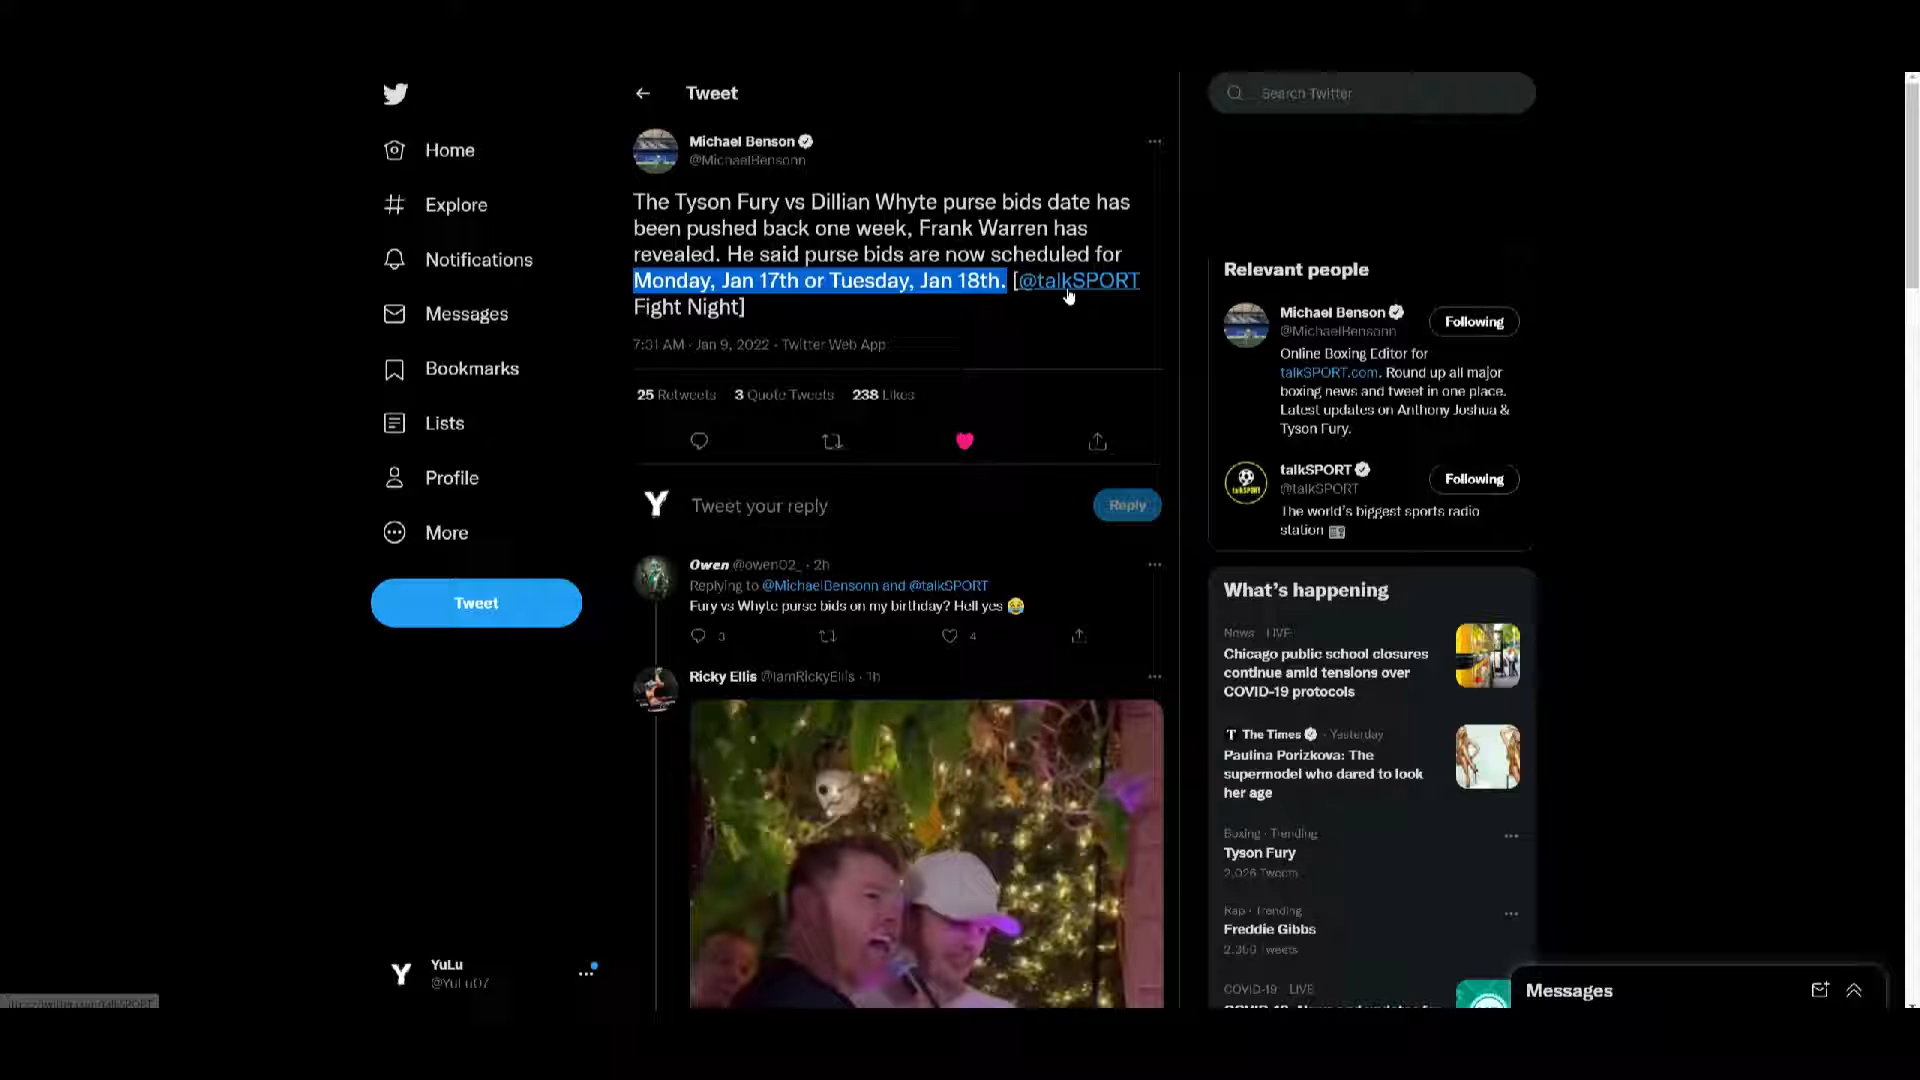 Tweet
Search Twitter
Michael Benson
@MichaelBensonn
Home
Explore
Notifications
Messages
Bookmarks
Lists
Profile
More
Tweet
The Tyson Fury vs Dillian Whyte purse bids date has
been pushed back one week, Frank Warren has
revealed. He said purse bids are now scheduled for
Monday, Jan 17th or Tuesday, Jan 18th. [@talkSPORT
Fight Night]
7:31 AM · Jan 9, 2022 · Twitter Web App
25 Retweets 3 Quote Tweets 238 Likes
Y Tweet your reply Reply
Owen @owen02_ · 2h
Replying to @MichaelBensonn and @talkSPORT
Fury vs Whyte purse bids on my birthday? Hell yes 😂
3 4
Ricky Ellis @IamRickyEllis · 1h
Relevant people
Michael Benson
@MichaelBensonn
Following
Online Boxing Editor for
talkSPORT.com. Round up all major
boxing news and tweet in one place.
Latest updates on Anthony Joshua &
Tyson Fury.
talkSPORT
@talkSPORT
Following
The world's biggest sports radio
station 📻
What's happening
News · LIVE
Chicago public school closures
continue amid tensions over
COVID-19 protocols
T The Times · Yesterday
Paulina Porizkova: The
supermodel who dared to look
her age
Boxing · Trending
Tyson Fury
2,026 Tweets
Rap · Trending
Freddie Gibbs
Tweets
COVID-19 · LIVE
Messages
Y YuLu
@YuLu07